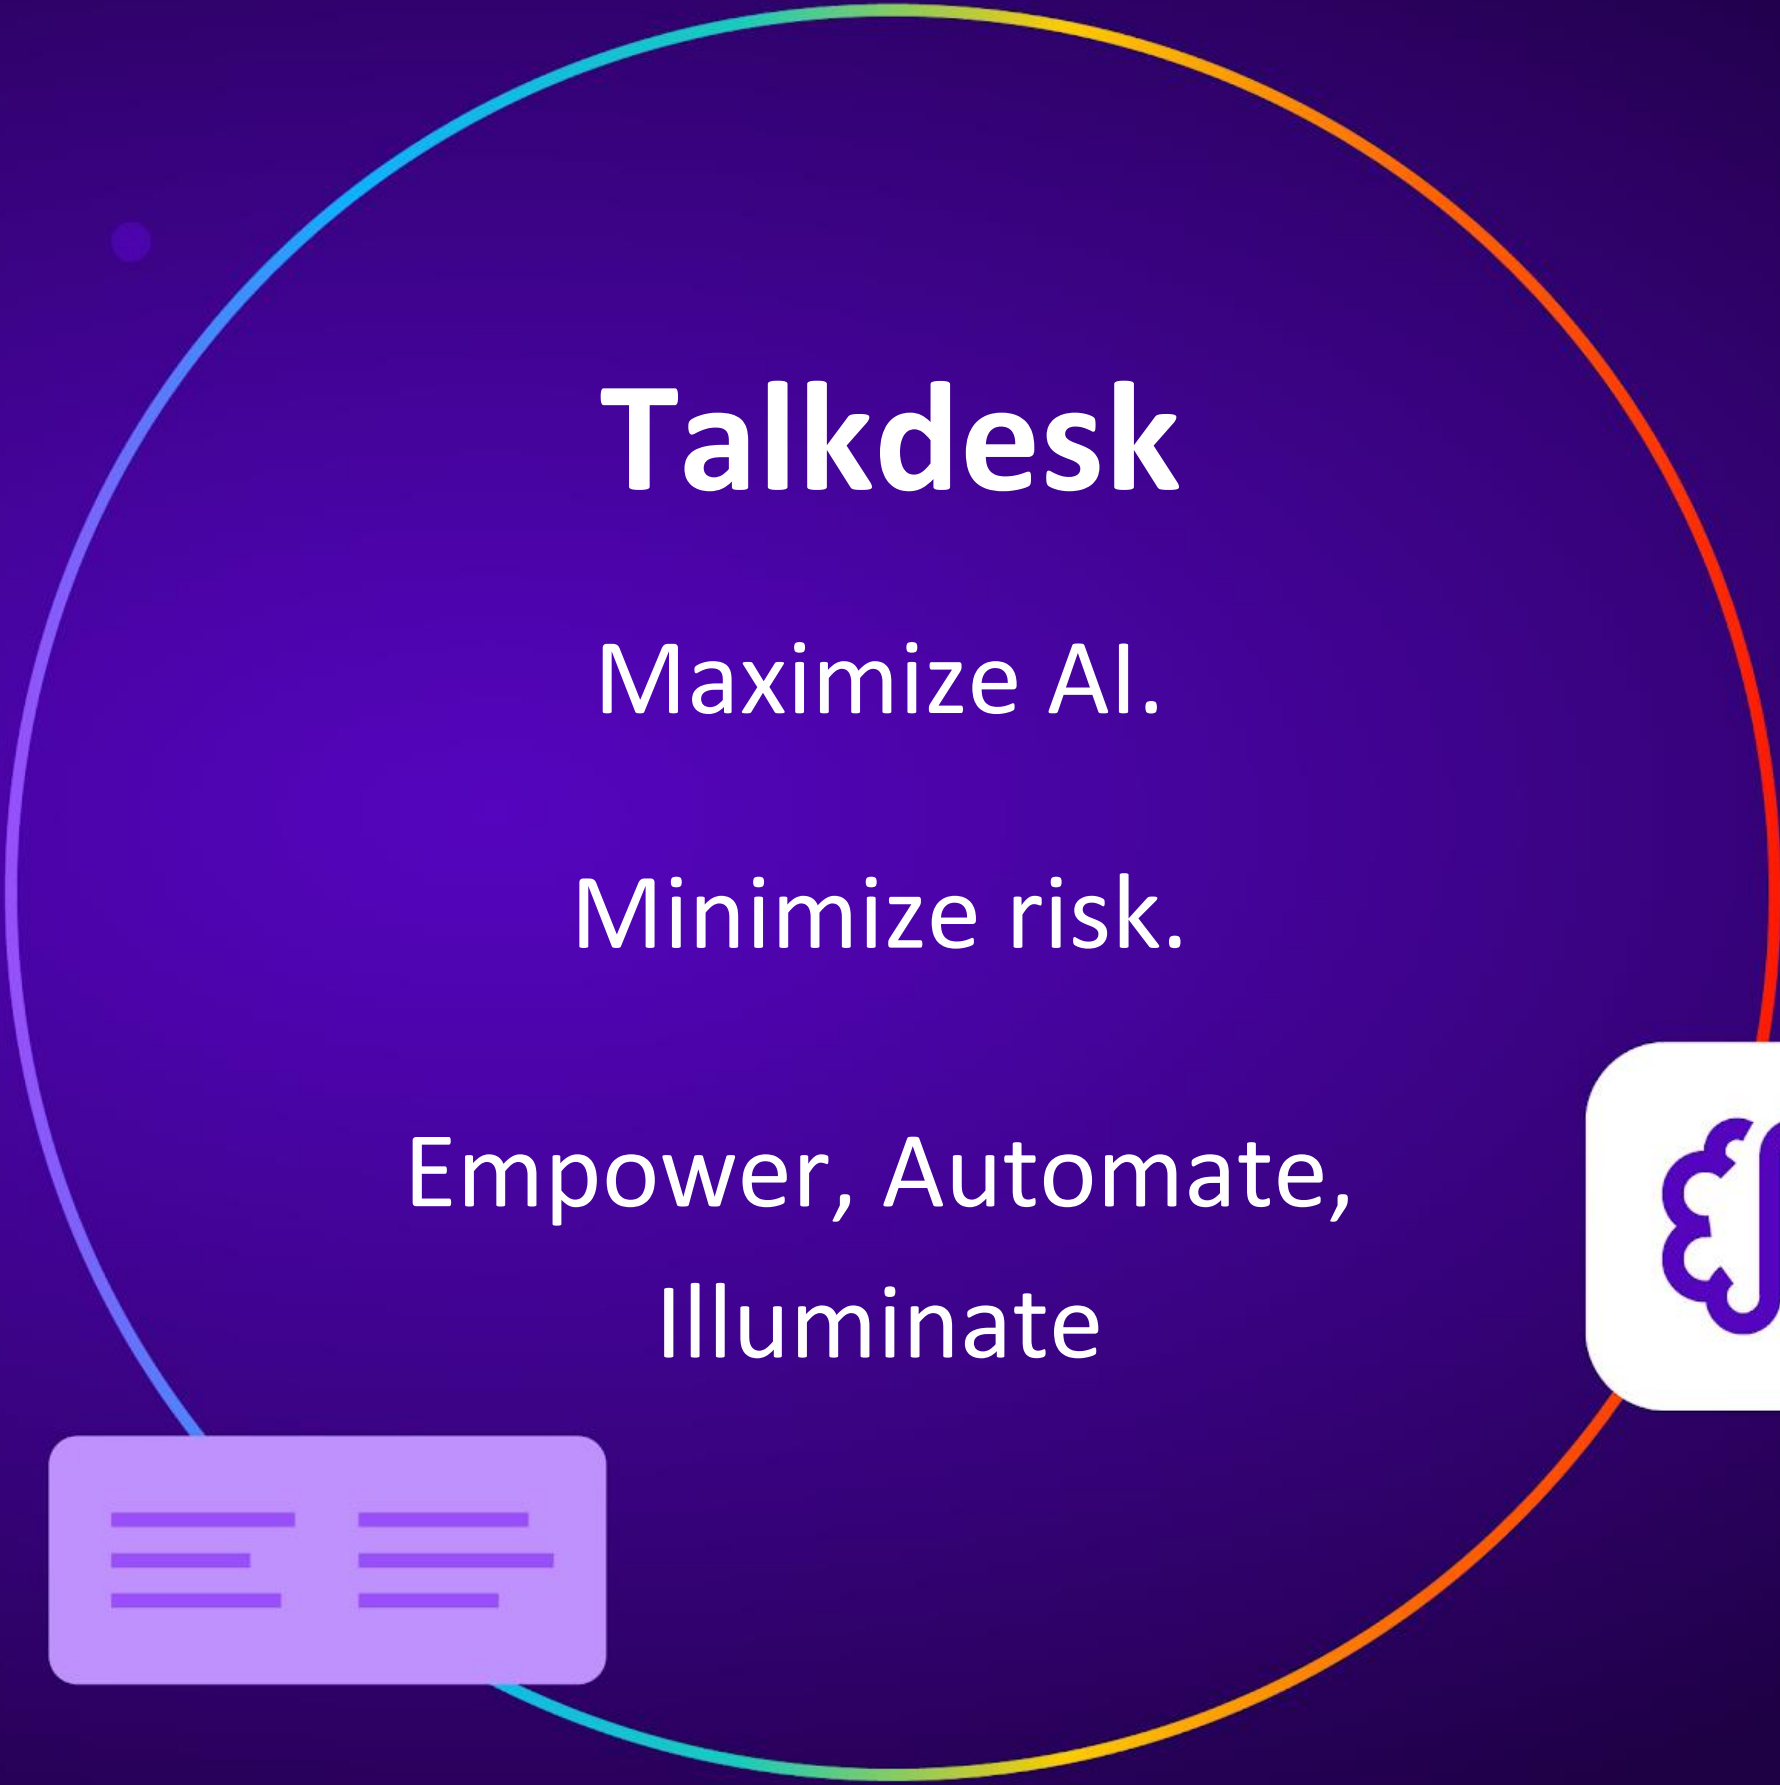 Talkdesk
Maximize AI.
Minimize risk.
Empower, Automate,
Illuminate